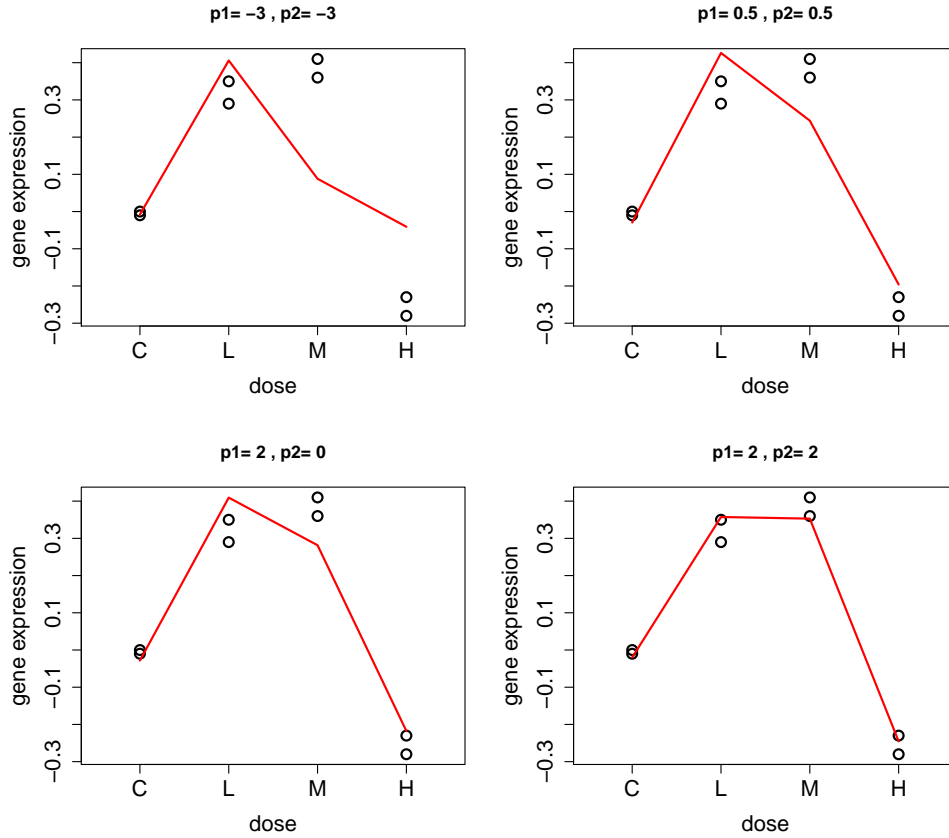 p1= −3 , p2= −3
gene expression
0.3
0.1
−0.1
−0.3
C L M H
dose
p1= 0.5 , p2= 0.5
gene expression
0.3
0.1
−0.1
−0.3
C L M H
dose
p1= 2 , p2= 0
gene expression
0.3
0.1
−0.1
−0.3
C L M H
dose
p1= 2 , p2= 2
gene expression
0.3
0.1
−0.1
−0.3
C L M H
dose